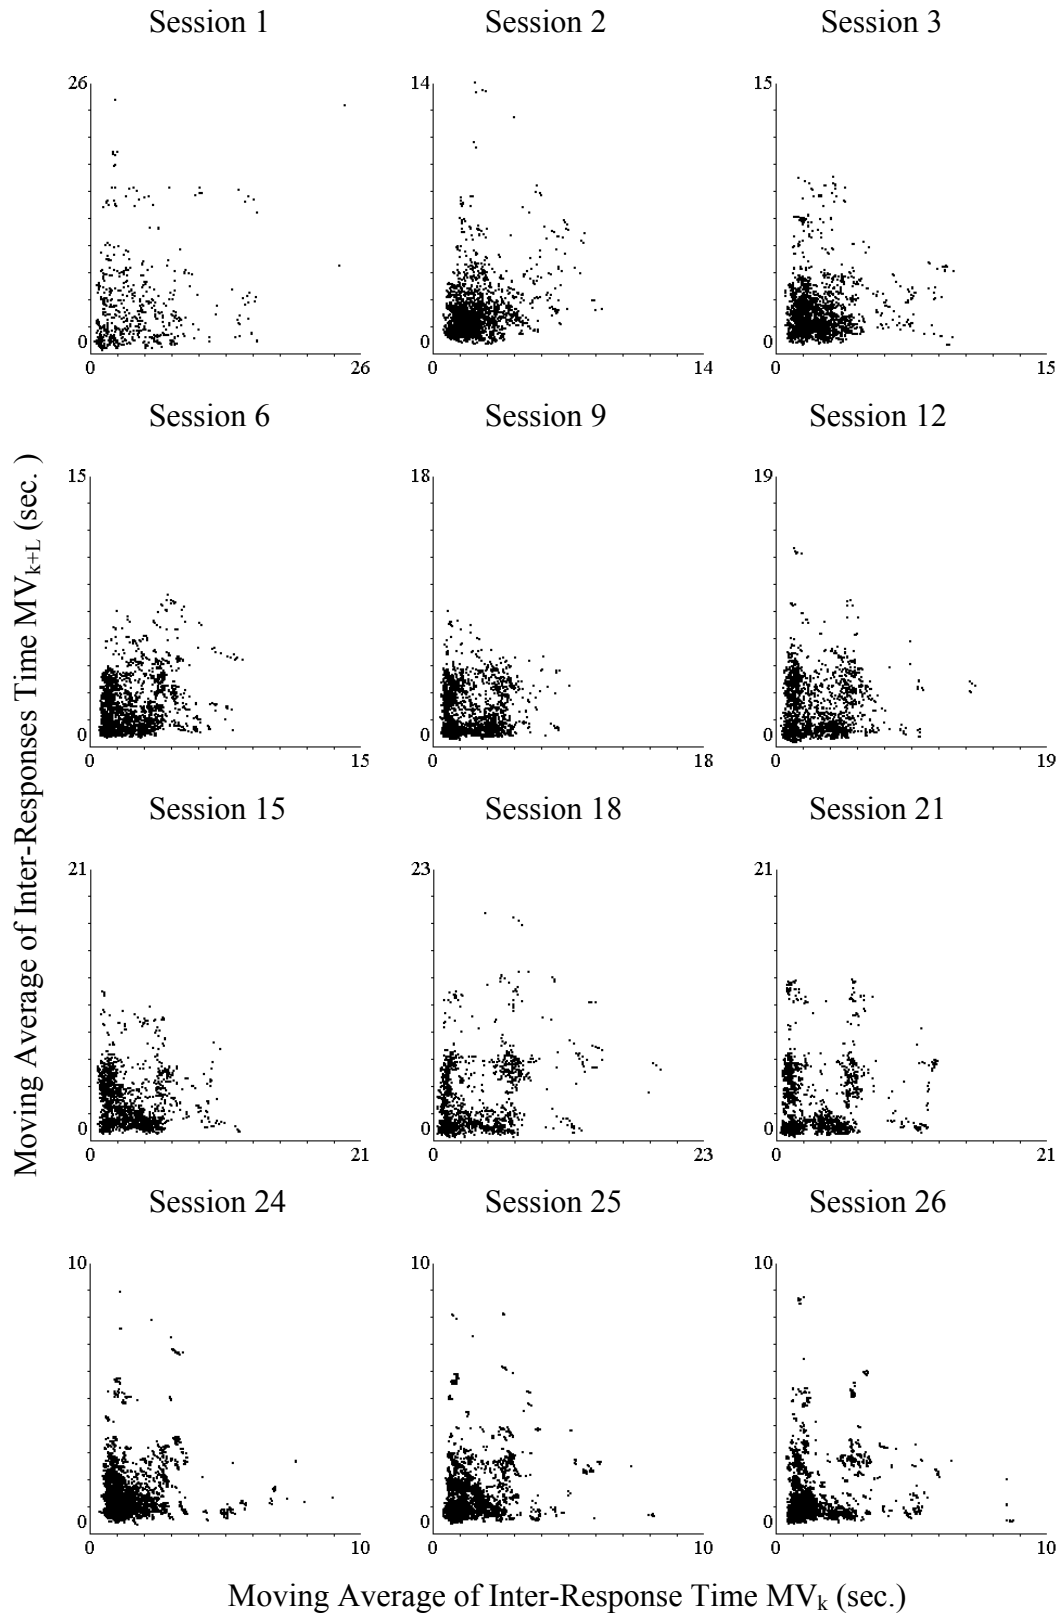 Session 1 Session 2 Session 3
26 14 15
0 0 0
0 26 0 14 0 15
Session 6 Session 9 Session 12
15 18 19
0 0 0
0 15 0 18 0 19
Session 15 Session 18 Session 21
21 23 21
0 0 0
0 21 0 23 0 21
Session 24 Session 25 Session 26
10 10 10
0 0 0
0 10 0 10 0 10
Moving Average of Inter-Responses Time MVk+L (sec. )
Moving Average of Inter-Response Time MVk (sec.)